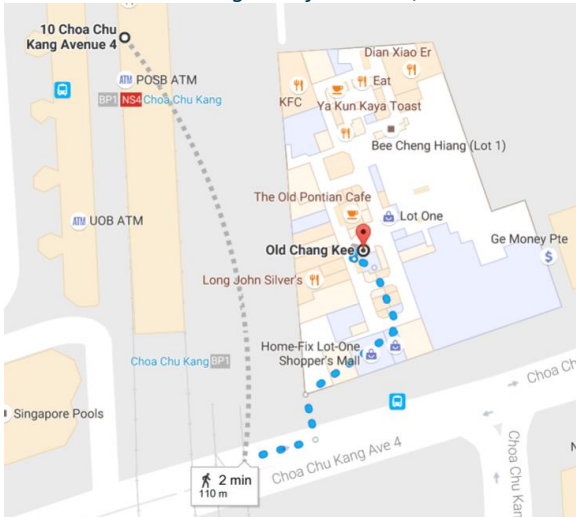 10 Choa Chu
Kang Avenue 4
Dian Xiao Er
ATM POSB ATM
Eat
KFC
BP1 NS4 Choa Chu Kang
Ya Kun Kaya Toast
Bee Cheng Hiang (Lot 1)
The Old Pontian Cafe
Lot One
ATM UOB ATM
Ge Money Pte
Old Chang Kee
$
Long John Silver's
Home-Fix Lot-One
Shopper's Mall
Choa Chu Kang BP1
Choa Ch
Singapore Pools
Choa Chu Kang Ave 4
Choa Chu Kang
2 min
110 m
N